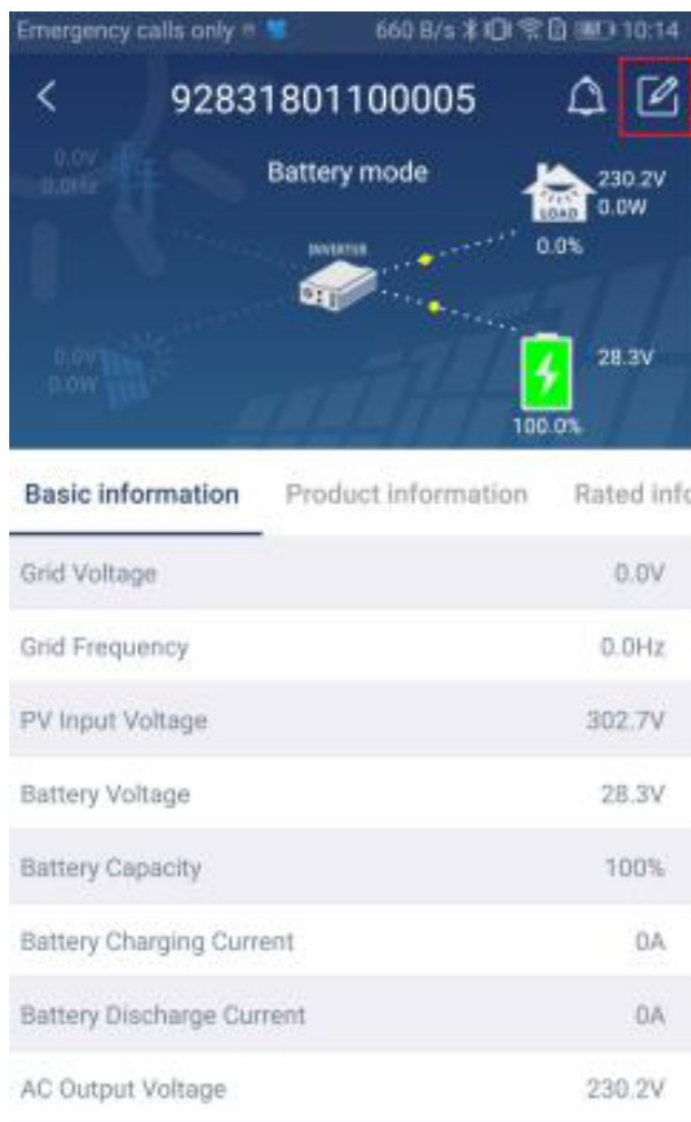 Emergency calls only
660 B/s
10:14
92831801100005
0.0V
0.0Hz
Battery mode
230.2V
0.0W
LOAD
0.0%
INVERTER
0.0V
0.0W
28.3V
100.0%
Basic information Product information Rated info
Grid Voltage 0.0V
Grid Frequency 0.0Hz
PV Input Voltage 302.7V
Battery Voltage 28.3V
Battery Capacity 100%
Battery Charging Current 0A
Battery Discharge Current 0A
AC Output Voltage 230.2V